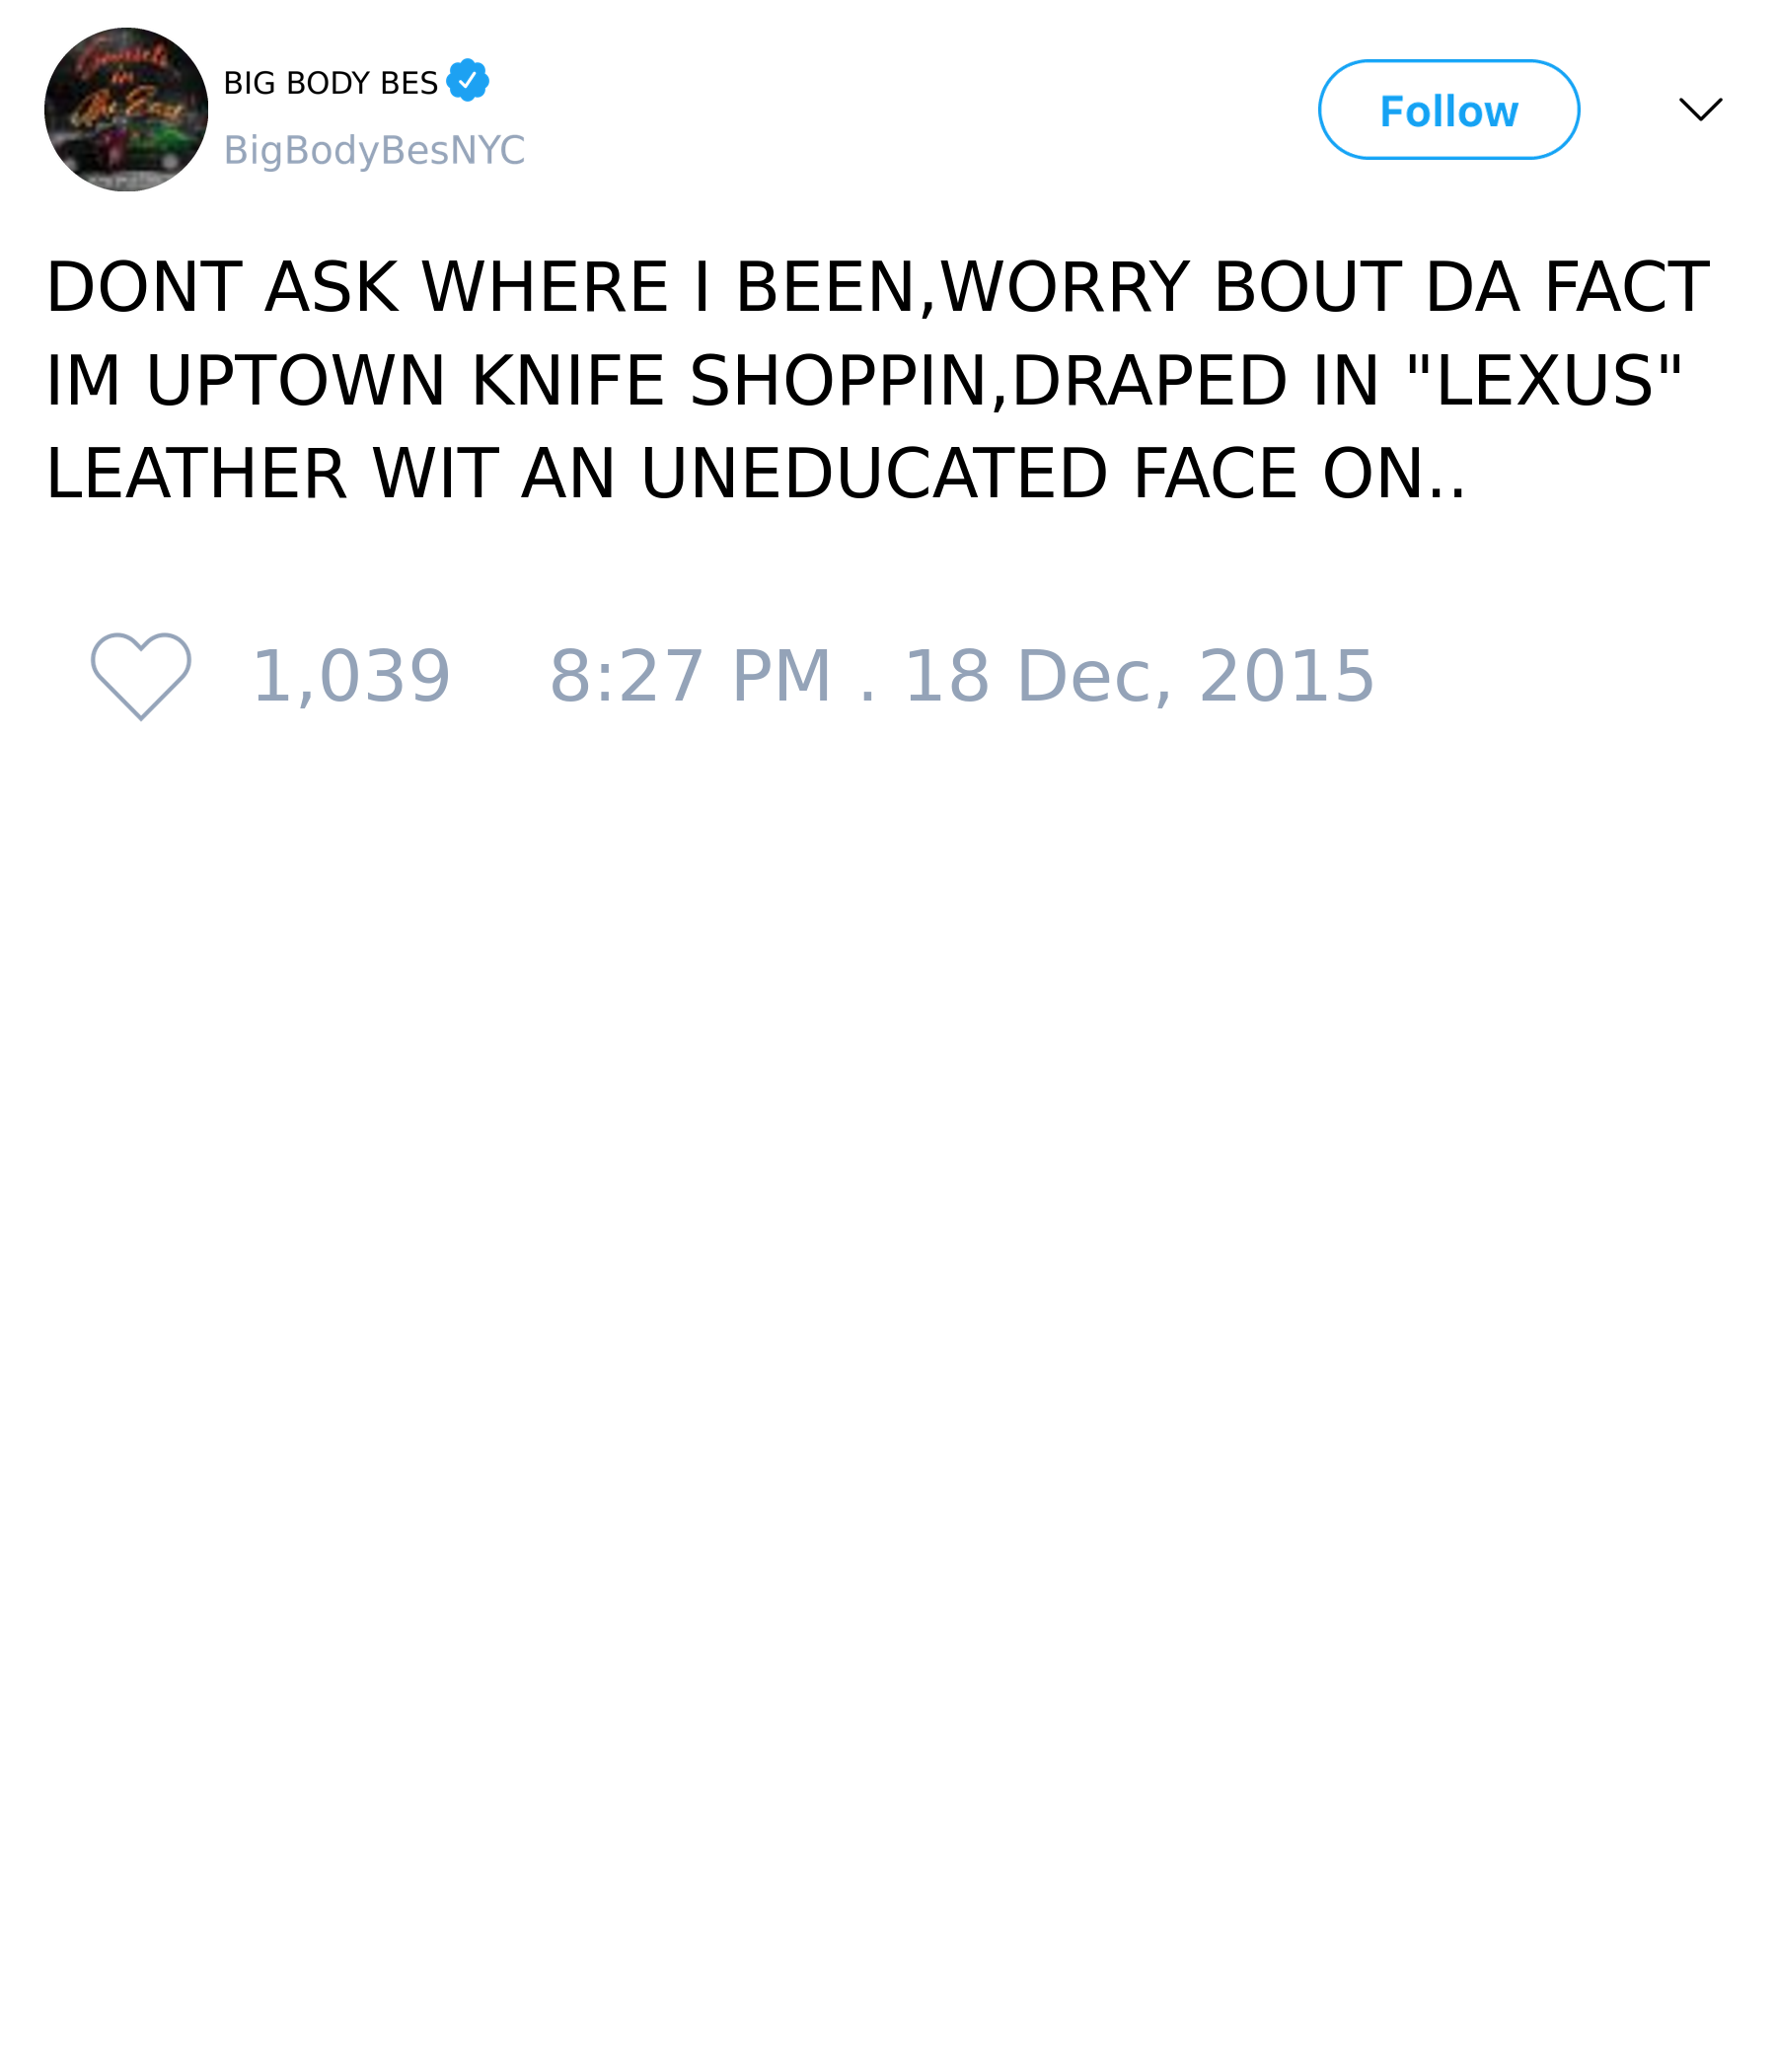 BIG BODY BES
BigBodyBesNYC
Follow
DONT ASK WHERE I BEEN,WORRY BOUT DA FACT
IM UPTOWN KNIFE SHOPPIN,DRAPED IN "LEXUS"
LEATHER WIT AN UNEDUCATED FACE ON..
1,039 8:27 PM . 18 Dec, 2015